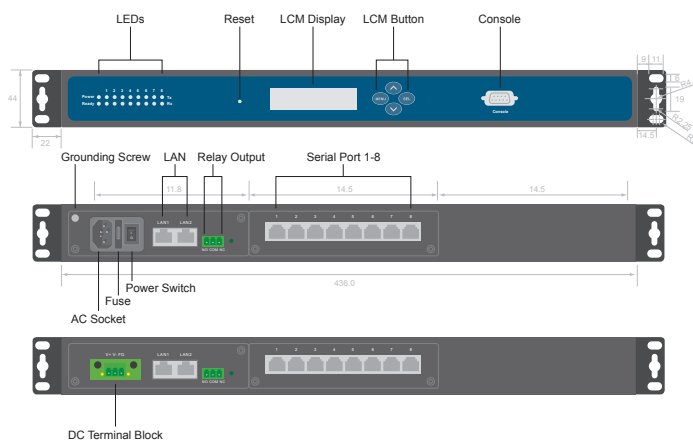 LEDs Reset LCM Display LCM Button Console
9 11
6
R4
1 2 3 4 5 6 7 8
Power Tx
Ready Rx
MENU SEL
44
19
Console
R2.25
22
14.5
Grounding Screw LAN Relay Output Serial Port 1-8
11.8 14.5 14.5
LAN1 LAN2
1 2 3 4 5 6 7 8
NO COM NC
436.0
Power Switch
Fuse
AC Socket
V+ V- FG
LAN1 LAN2
1 2 3 4 5 6 7 8
NO COM NC
DC Terminal Block